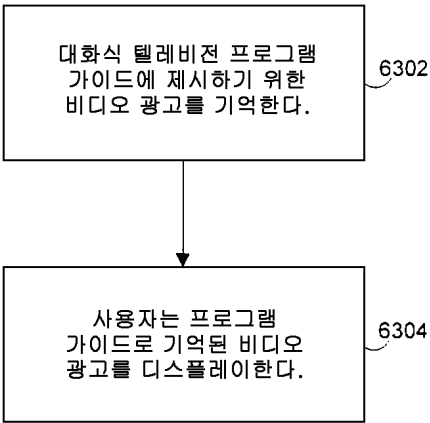 대화식 텔레비전 프로그램
가이드에 제시하기 위한
비디오 광고를 기억한다.
6302
사용자는 프로그램
가이드로 기억된 비디오
광고를 디스플레이한다.
6304